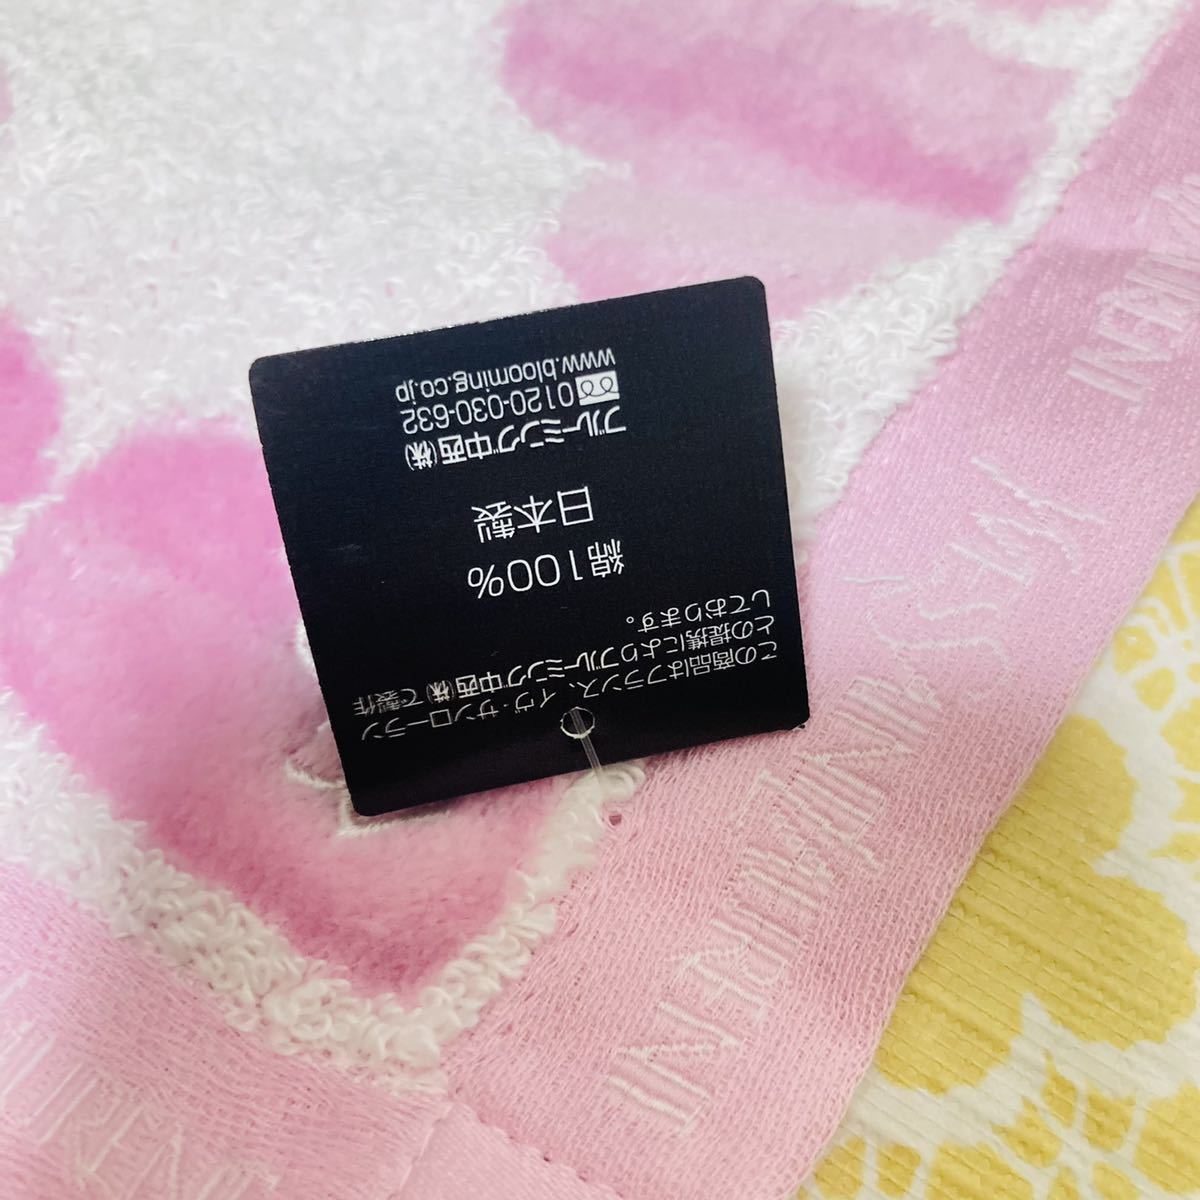 この商品はフランス、イヴ・サンローラン
との提携によりブルーミング中西(株)で製作
しております。
綿100%
日本製
ブルーミング中西(株)
0120-030-632
www.blooming.co.jp